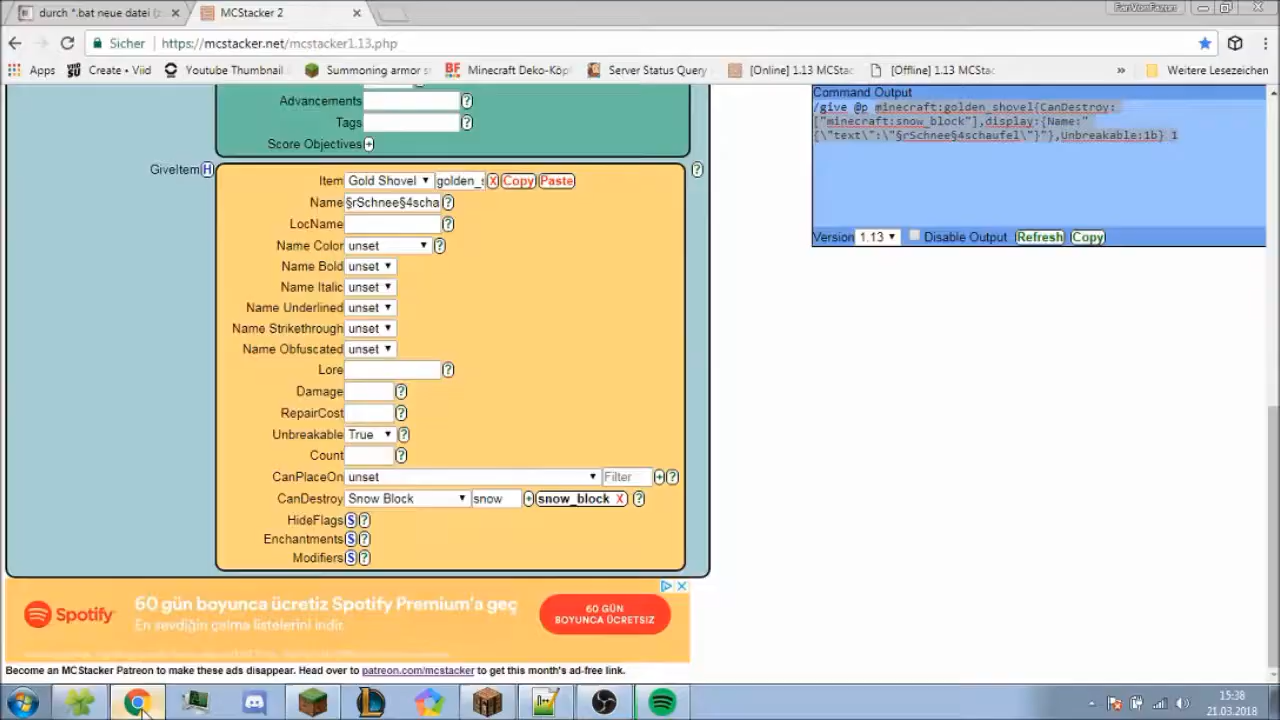 durch *.bat neue datei (
MCStacker 2
FunVonFazon
Sicher https://mcstacker.net/mcstacker1.13.php
Apps Create • Viid Youtube Thumbnail Summoning armor s BF Minecraft Deko-Köp Server Status Query [Online] 1.13 MCStac [Offline] 1.13 MCSta » Weitere Lesezeichen
Advancements ?
Tags ?
Score Objectives +
GiveItem H ?
Item Gold Shovel golden_s X Copy Paste
Name §rSchnee§4scha ?
LocName ?
Name Color unset ?
Name Bold unset
Name Italic unset
Name Underlined unset
Name Strikethrough unset
Name Obfuscated unset
Lore ?
Damage ?
RepairCost ?
Unbreakable True ?
Count ?
CanPlaceOn unset Filter + ?
CanDestroy Snow Block snow + snow_block X ?
HideFlags S ?
Enchantments S ?
Modifiers S ?
Command Output
/give @p minecraft:golden_shovel{CanDestroy:
["minecraft:snow_block"],display:{Name:"
{\"text\":\"§rSchnee§4schaufel\"}"},Unbreakable:1b} 1
Version 1.13 Disable Output Refresh Copy
Spotify
60 gün boyunca ücretiz Spotify Premium'a geç
En sevdiğin çalma listelerini indir.
60 GÜN
BOYUNCA ÜCRETSIZ
Become an MCStacker Patreon to make these ads disappear. Head over to patreon.com/mcstacker to get this month's ad-free link.
15:38
21.03.2018